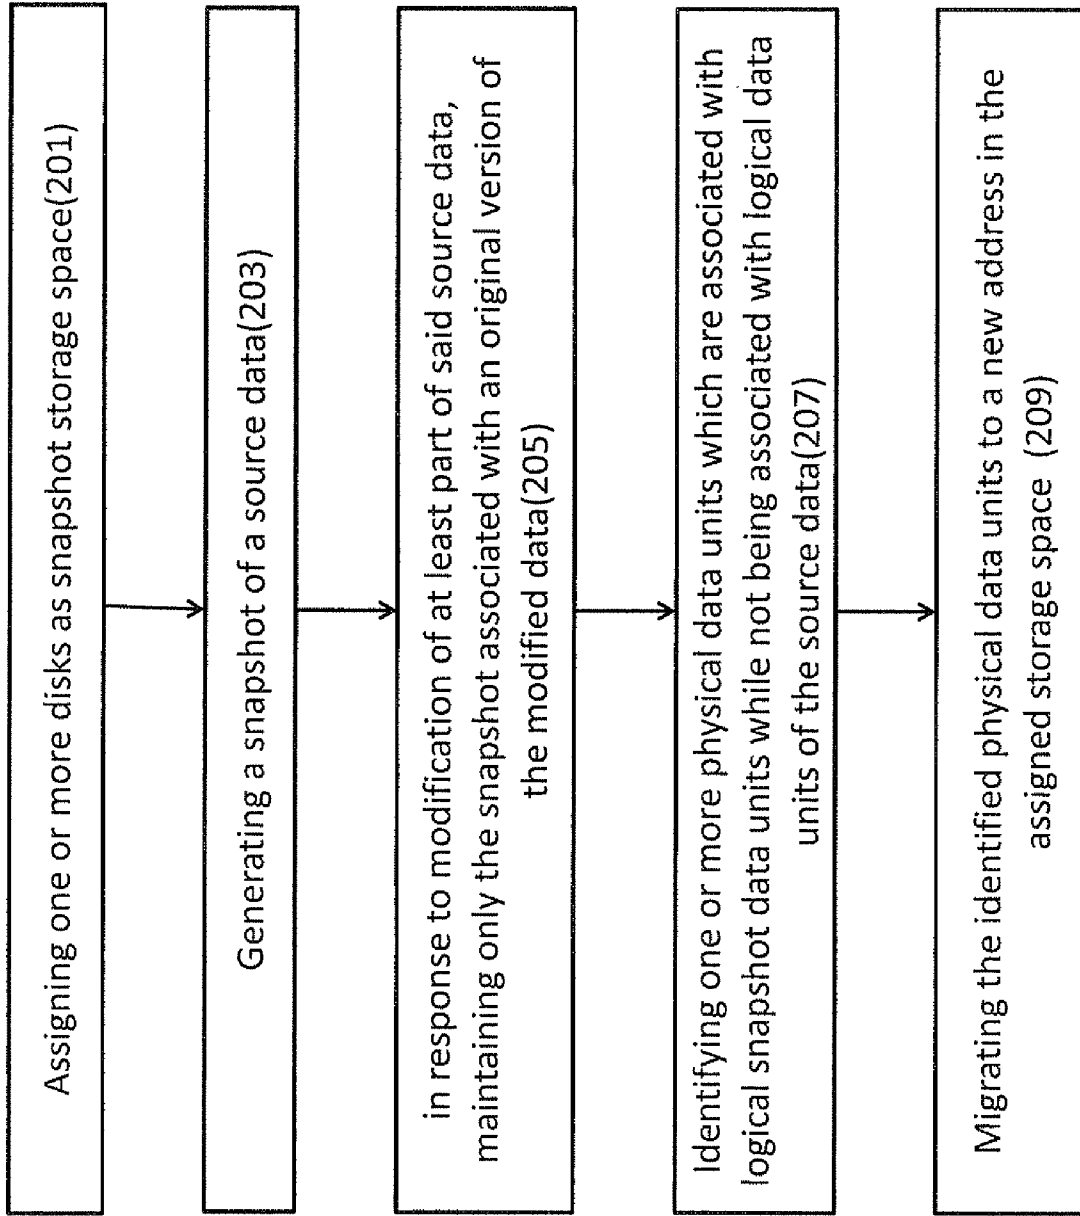 Assigning one or more disks as snapshot storage space(201)
Generating a snapshot of a source data(203)
in response to modification of at least part of said source data,
maintaining only the snapshot associated with an original version of
the modified data(205)
Identifying one or more physical data units which are associated with
logical snapshot data units while not being associated with logical data
units of the source data(207)
Migrating the identified physical data units to a new address in the
assigned storage space (209)